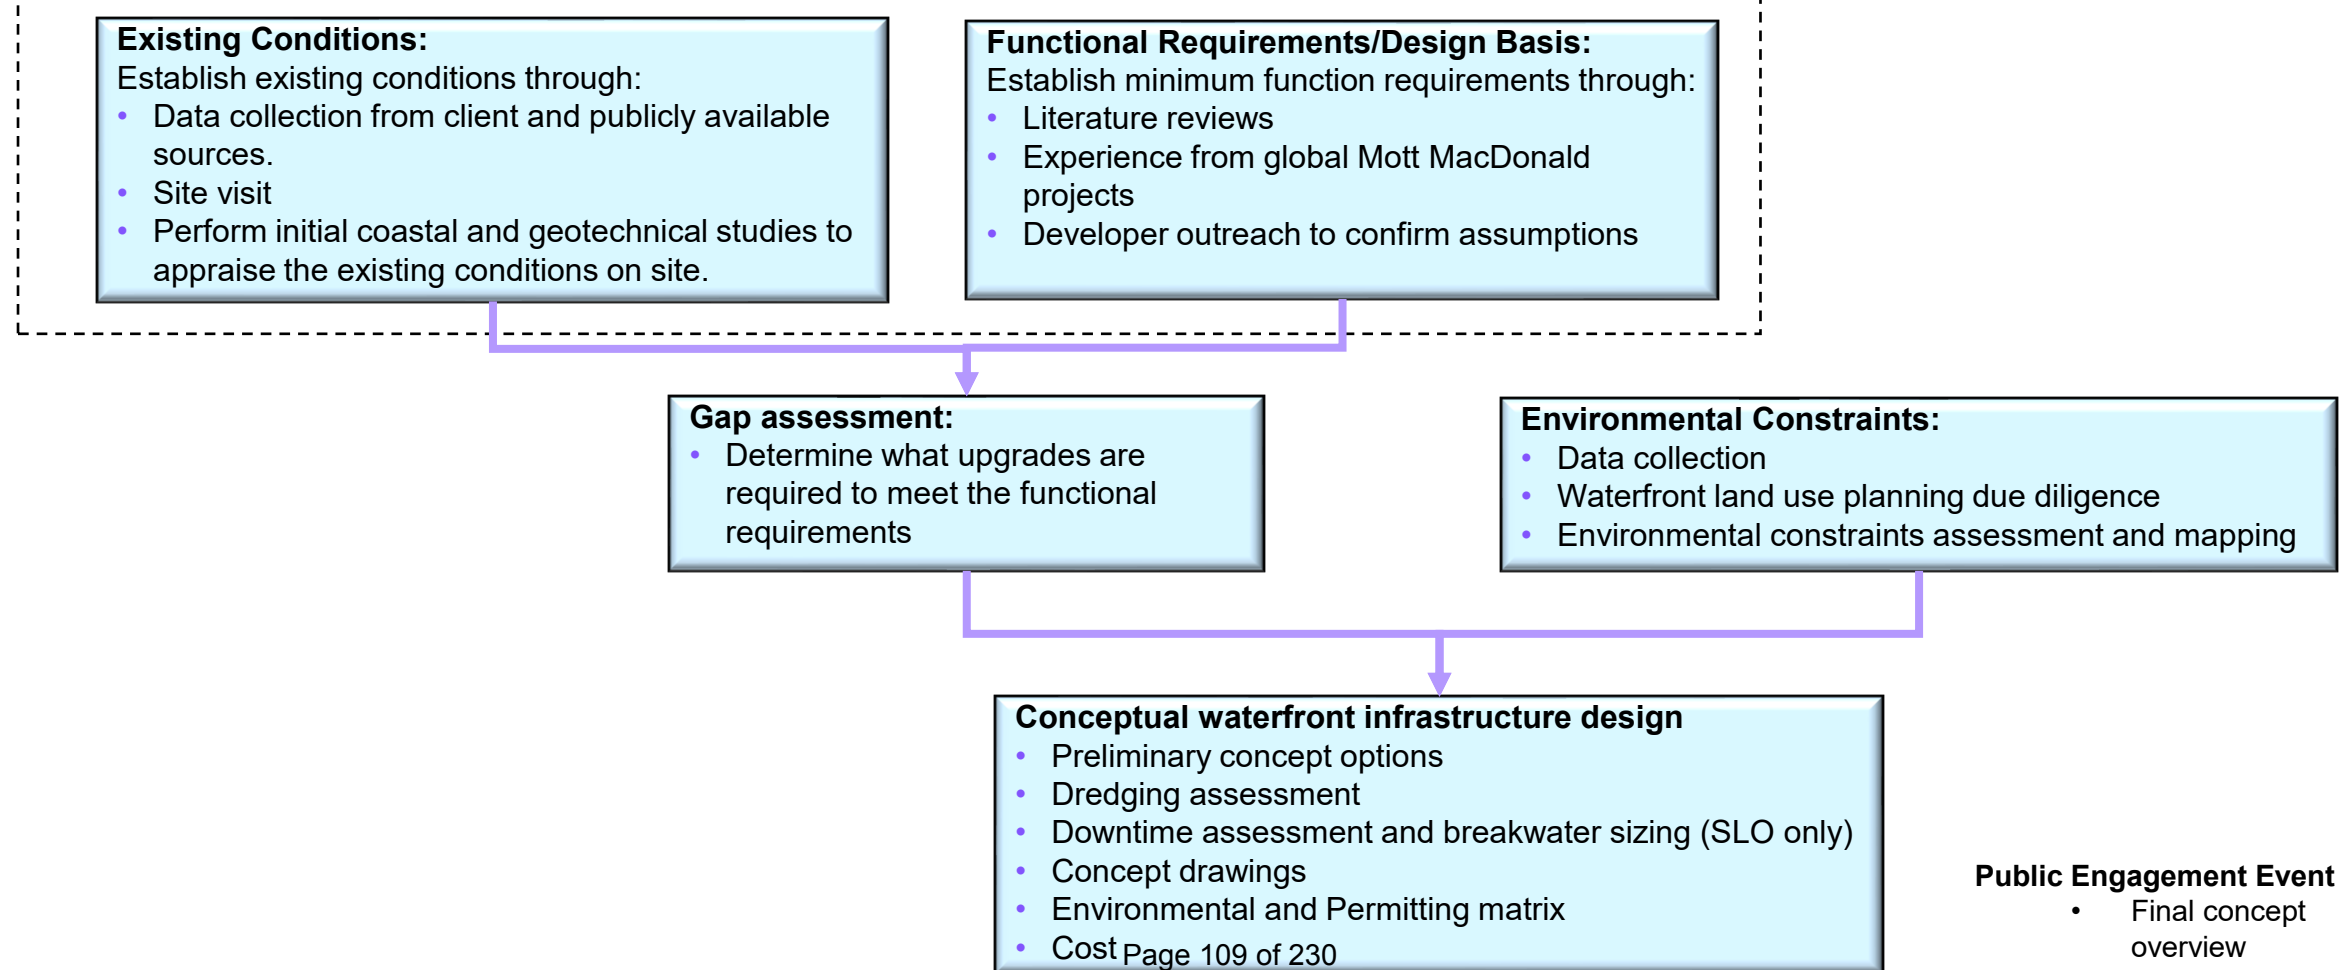 Existing Conditions:
Establish existing conditions through:
• Data collection from client and publicly available
sources.
• Site visit
• Perform initial coastal and geotechnical studies to
appraise the existing conditions on site.
Functional Requirements/Design Basis:
Establish minimum function requirements through:
• Literature reviews
• Experience from global Mott MacDonald
projects
• Developer outreach to confirm assumptions
Gap assessment:
• Determine what upgrades are
required to meet the functional
requirements
Environmental Constraints:
• Data collection
• Waterfront land use planning due diligence
• Environmental constraints assessment and mapping
Conceptual waterfront infrastructure design
• Preliminary concept options
• Dredging assessment
• Downtime assessment and breakwater sizing (SLO only)
• Concept drawings
• Environmental and Permitting matrix
• Cost
Page 109 of 230
Public Engagement Event
• Final concept
overview